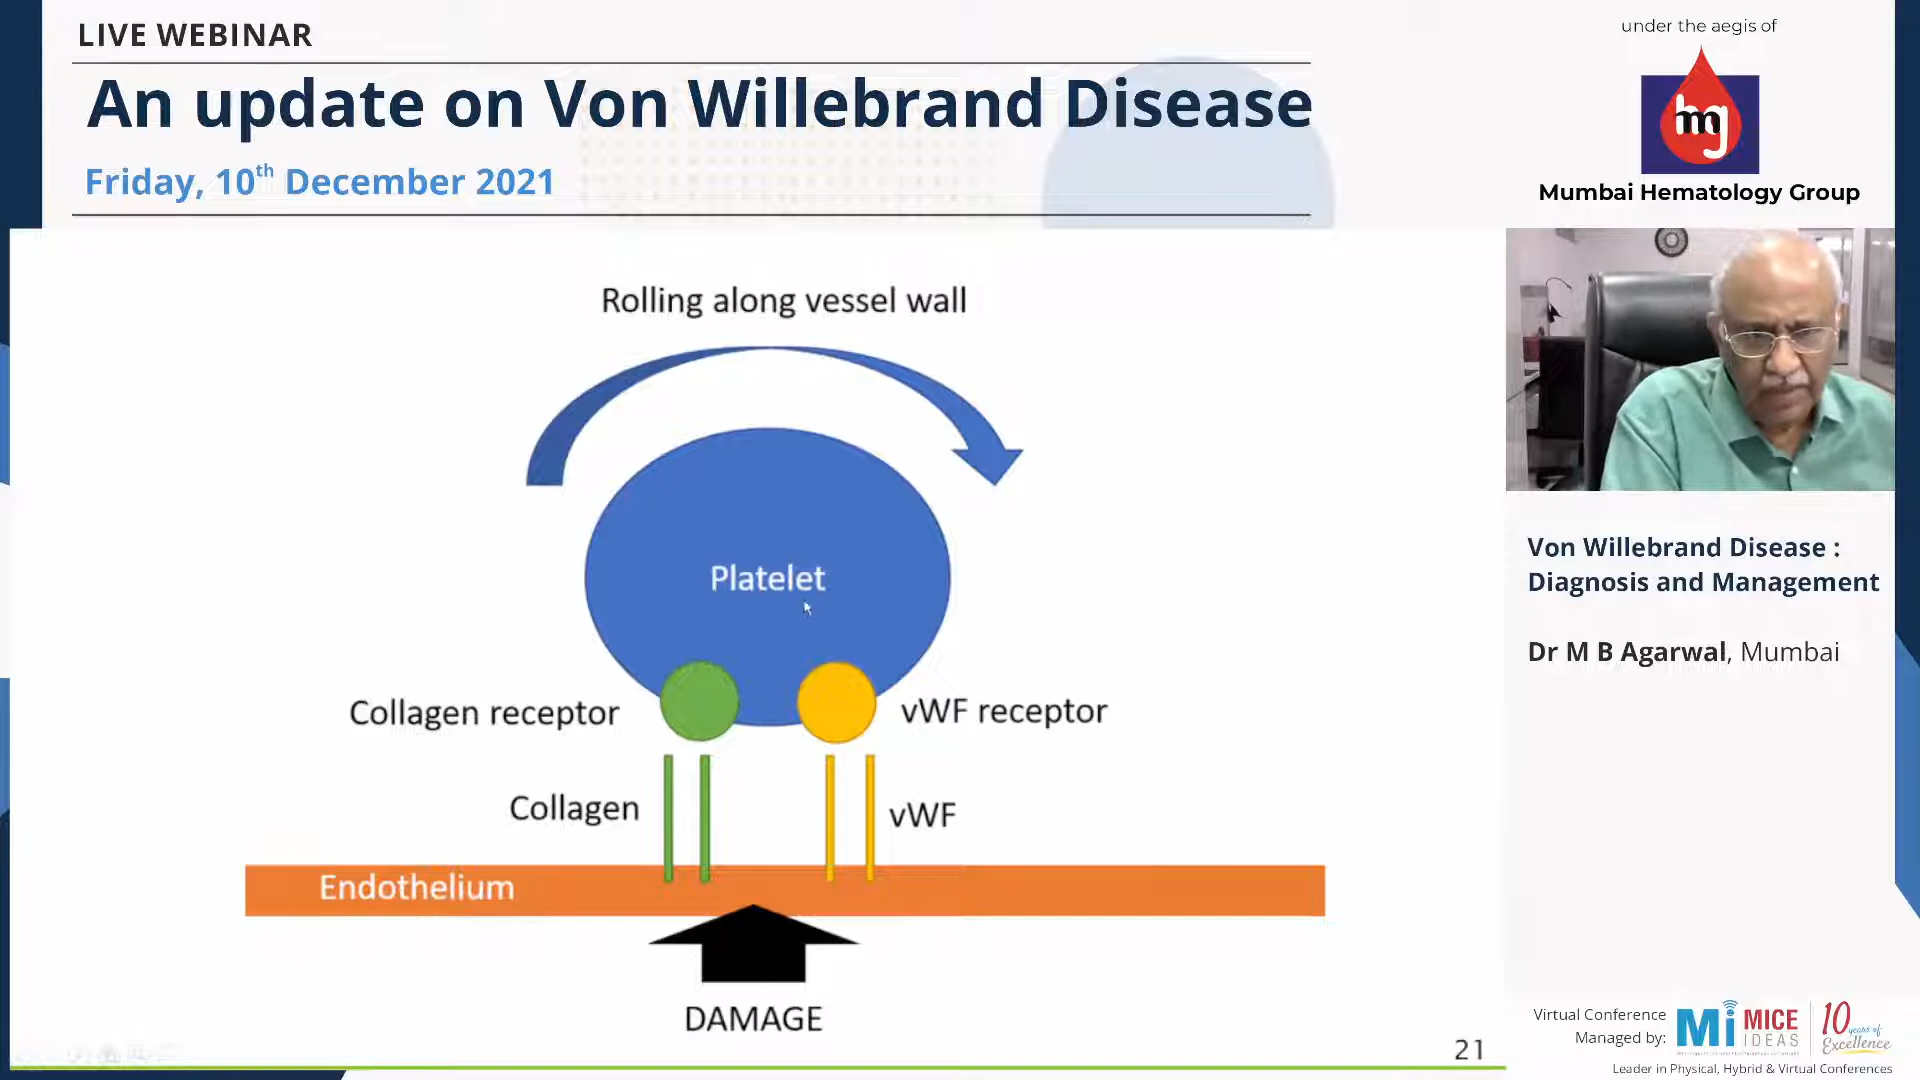 LIVE WEBINAR
An update on Von Willebrand Disease
Friday, 10th December 2021
under the aegis of
hmg
Mumbai Hematology Group
Rolling along vessel wall
Platelet
Collagen receptor
vWF receptor
Collagen
vWF
Endothelium
DAMAGE
21
Von Willebrand Disease :
Diagnosis and Management
Dr M B Agarwal, Mumbai
Virtual Conference
Managed by:
Mi MICE
IDEAS
10 years of
Excellence
Leader in Physical, Hybrid & Virtual Conferences